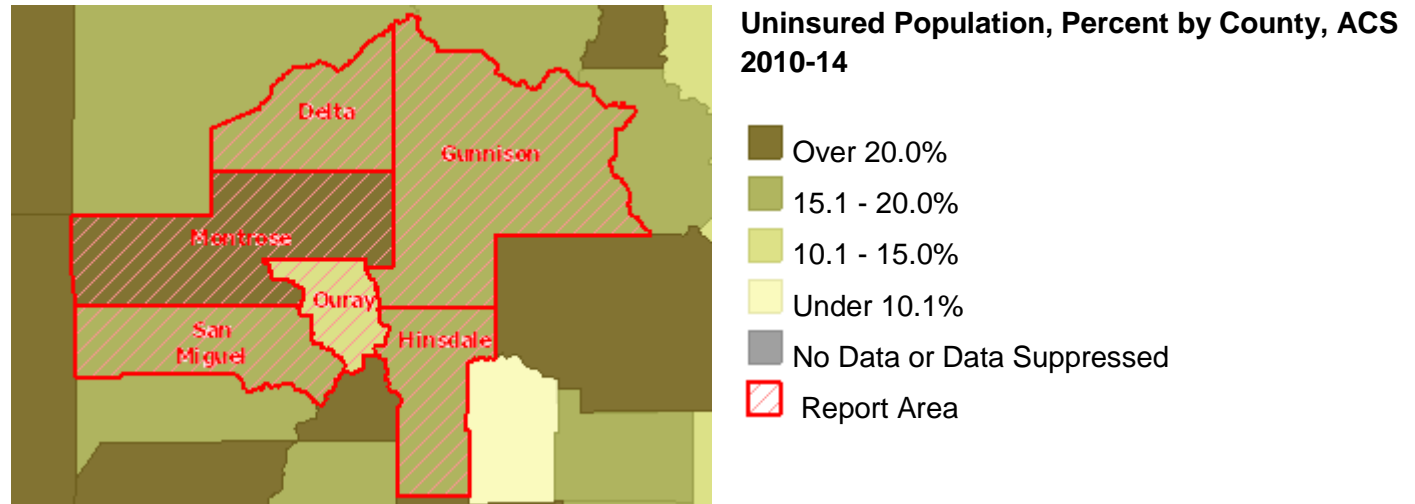 Uninsured Population, Percent by County, ACS
2010-14
Over 20.0%
15.1 - 20.0%
10.1 - 15.0%
Under 10.1%
No Data or Data Suppressed
Report Area
Delta
Gunnison
Montrose
Ouray
San
Miguel
Hinsdale